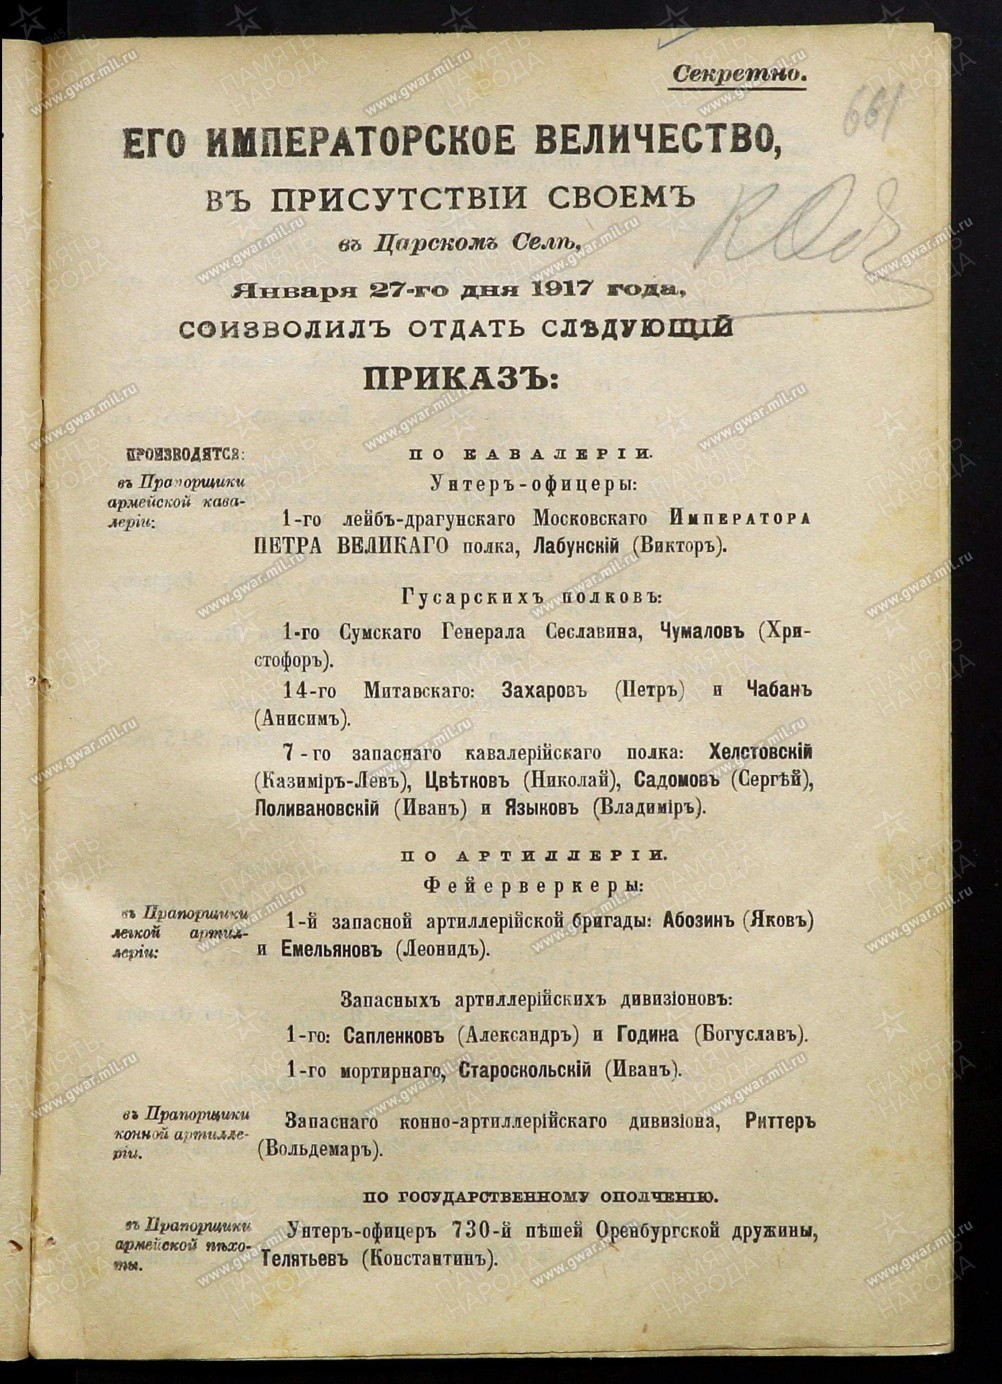 Секретно.
661
ЕГО ИМПЕРАТОРСКОЕ ВЕЛИЧЕСТВО,
ВЪ ПРИСУТСТВІИ СВОЕМЪ
въ Царскомъ Селѣ,
Января 27-го дня 1917 года,
СОИЗВОЛИЛЪ ОТДАТЬ СЛѢДУЮЩІЙ
ПРИКАЗЪ:
ПРОИЗВОДЯТСЯ:
въ Прапорщики
армейской кава-
леріи:
ПО КАВАЛЕРІИ.
Унтеръ-офицеры:
1-го лейбъ-драгунскаго Московскаго ИМПЕРАТОРА
ПЕТРА ВЕЛИКАГО полка, Лабунскій (Викторъ).
Гусарскихъ полковъ:
1-го Сумскаго Генерала Сеславина, Чумаловъ (Хри-
стофоръ).
14-го Митавскаго: Захаровъ (Петръ) и Чабанъ
(Анисимъ).
7-го запаснаго кавалерійскаго полка: Хелстовскій
(Казиміръ-Левъ), Цвѣтковъ (Николай), Садомовъ (Сергѣй),
Поливановскій (Иванъ) и Языковъ (Владиміръ).
ПО АРТИЛЛЕРІИ.
Фейерверкеры:
въ Прапорщики
легкой артил-
леріи:
1-й запасной артиллерійской бригады: Абозинъ (Яковъ)
и Емельяновъ (Леонидъ).
Запасныхъ артиллерійскихъ дивизіоновъ:
1-го: Сапленковъ (Александръ) и Година (Богуславъ).
1-го мортирнаго, Староскольскій (Иванъ).
въ Прапорщики
конной артилле-
ріи.
Запаснаго конно-артиллерійскаго дивизіона, Риттеръ
(Вольдемаръ).
ПО ГОСУДАРСТВЕННОМУ ОПОЛЧЕНІЮ.
въ Прапорщики
армейской пѣхо-
ты.
Унтеръ-офицеръ 730-й пѣшей Оренбургской дружины,
Телятьевъ (Константинъ).
ПАМЯТЬ НАРОДА
www.gwar.mil.ru